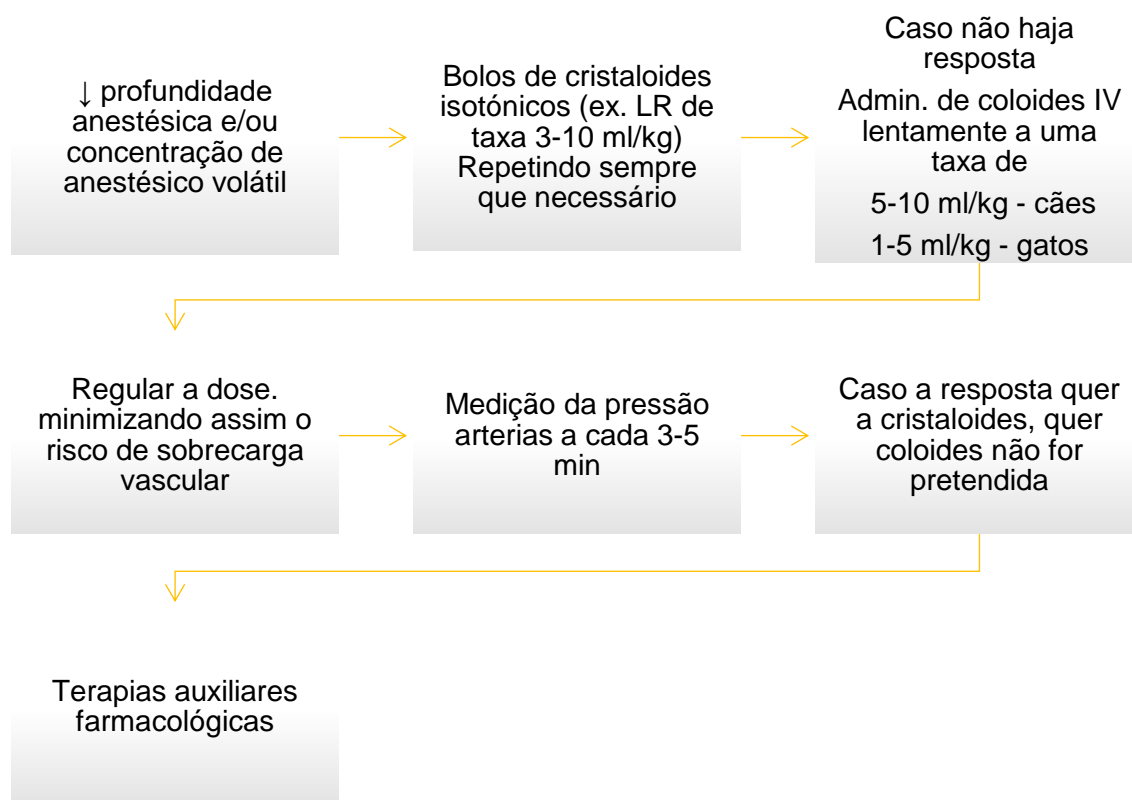 ↓ profundidade
anestésica e/ou
concentração de
anestésico volátil
Bolos de cristaloides
isotónicos (ex. LR de
taxa 3-10 ml/kg)
Repetindo sempre
que necessário
Caso não haja
resposta
Admin. de coloides IV
lentamente a uma
taxa de
5-10 ml/kg - cães
1-5 ml/kg - gatos
Regular a dose.
minimizando assim o
risco de sobrecarga
vascular
Medição da pressão
arterias a cada 3-5
min
Caso a resposta quer
a cristaloides, quer
coloides não for
pretendida
Terapias auxiliares
farmacológicas